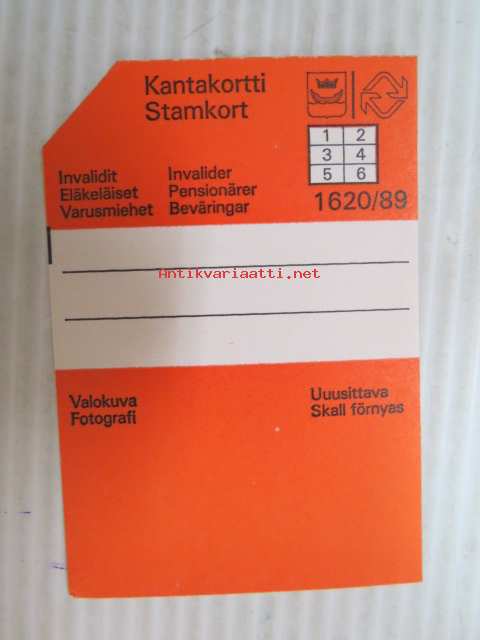 Kantakortti
Stamkort
1 2
3 4
5 6
Invalidit
Eläkeläiset
Varusmiehet
Invalider
Pensionärer
Beväringar
1620/89
Antikvariaatti.net
Valokuva
Fotografi
Uuusittava
Skall förnyas